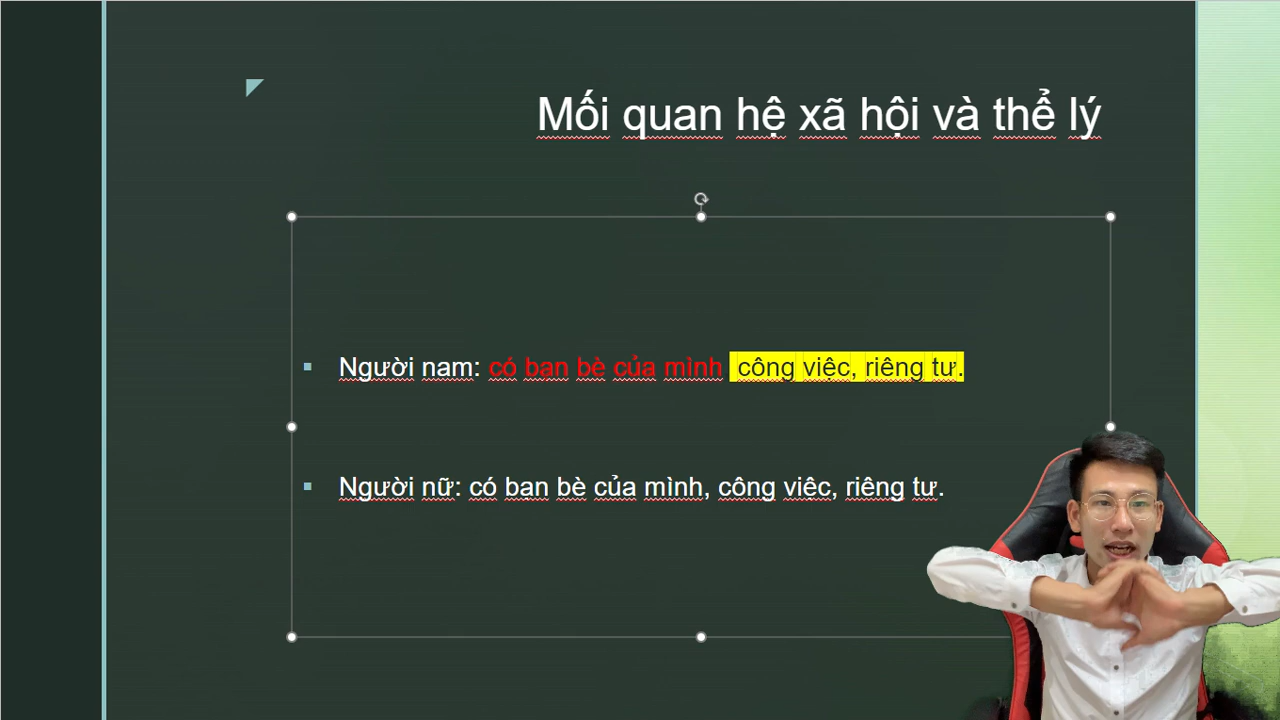 Mối quan hệ xã hội và thể lý
Người nam: có bạn bè của mình công việc, riêng tư.
Người nữ: có bạn bè của mình, công việc, riêng tư.